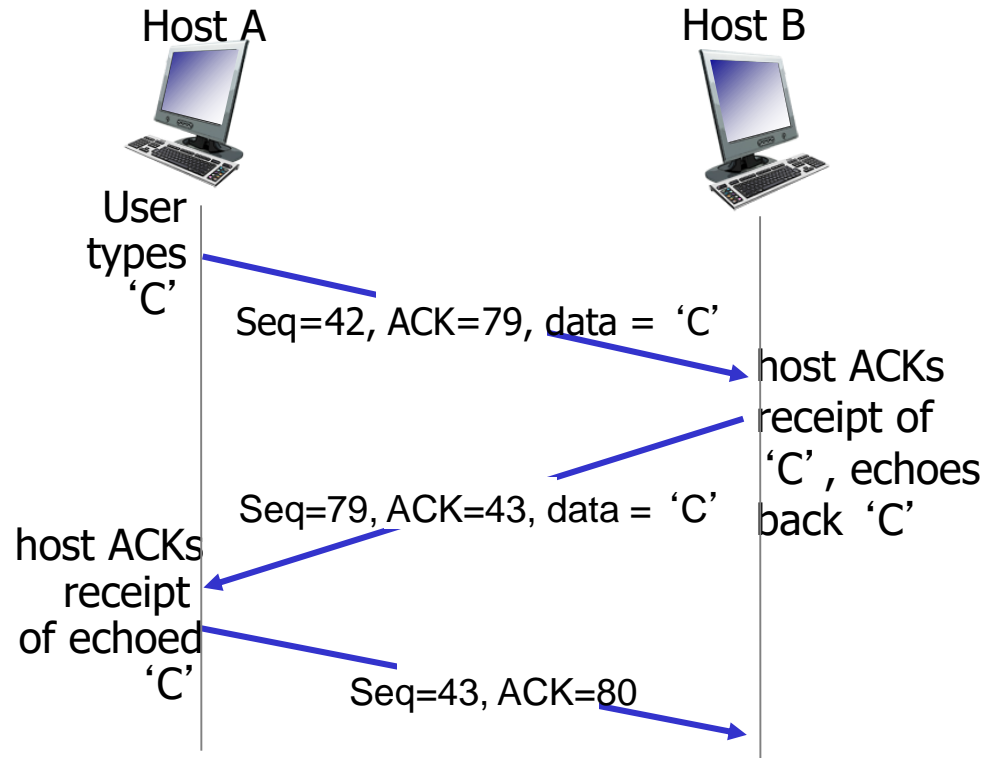 Host A
Host B
User
types
‘C’
Seq=42, ACK=79, data = ‘C’
host ACKs
receipt of
‘C’, echoes
back ‘C’
Seq=79, ACK=43, data = ‘C’
host ACKs
receipt
of echoed
‘C’
Seq=43, ACK=80